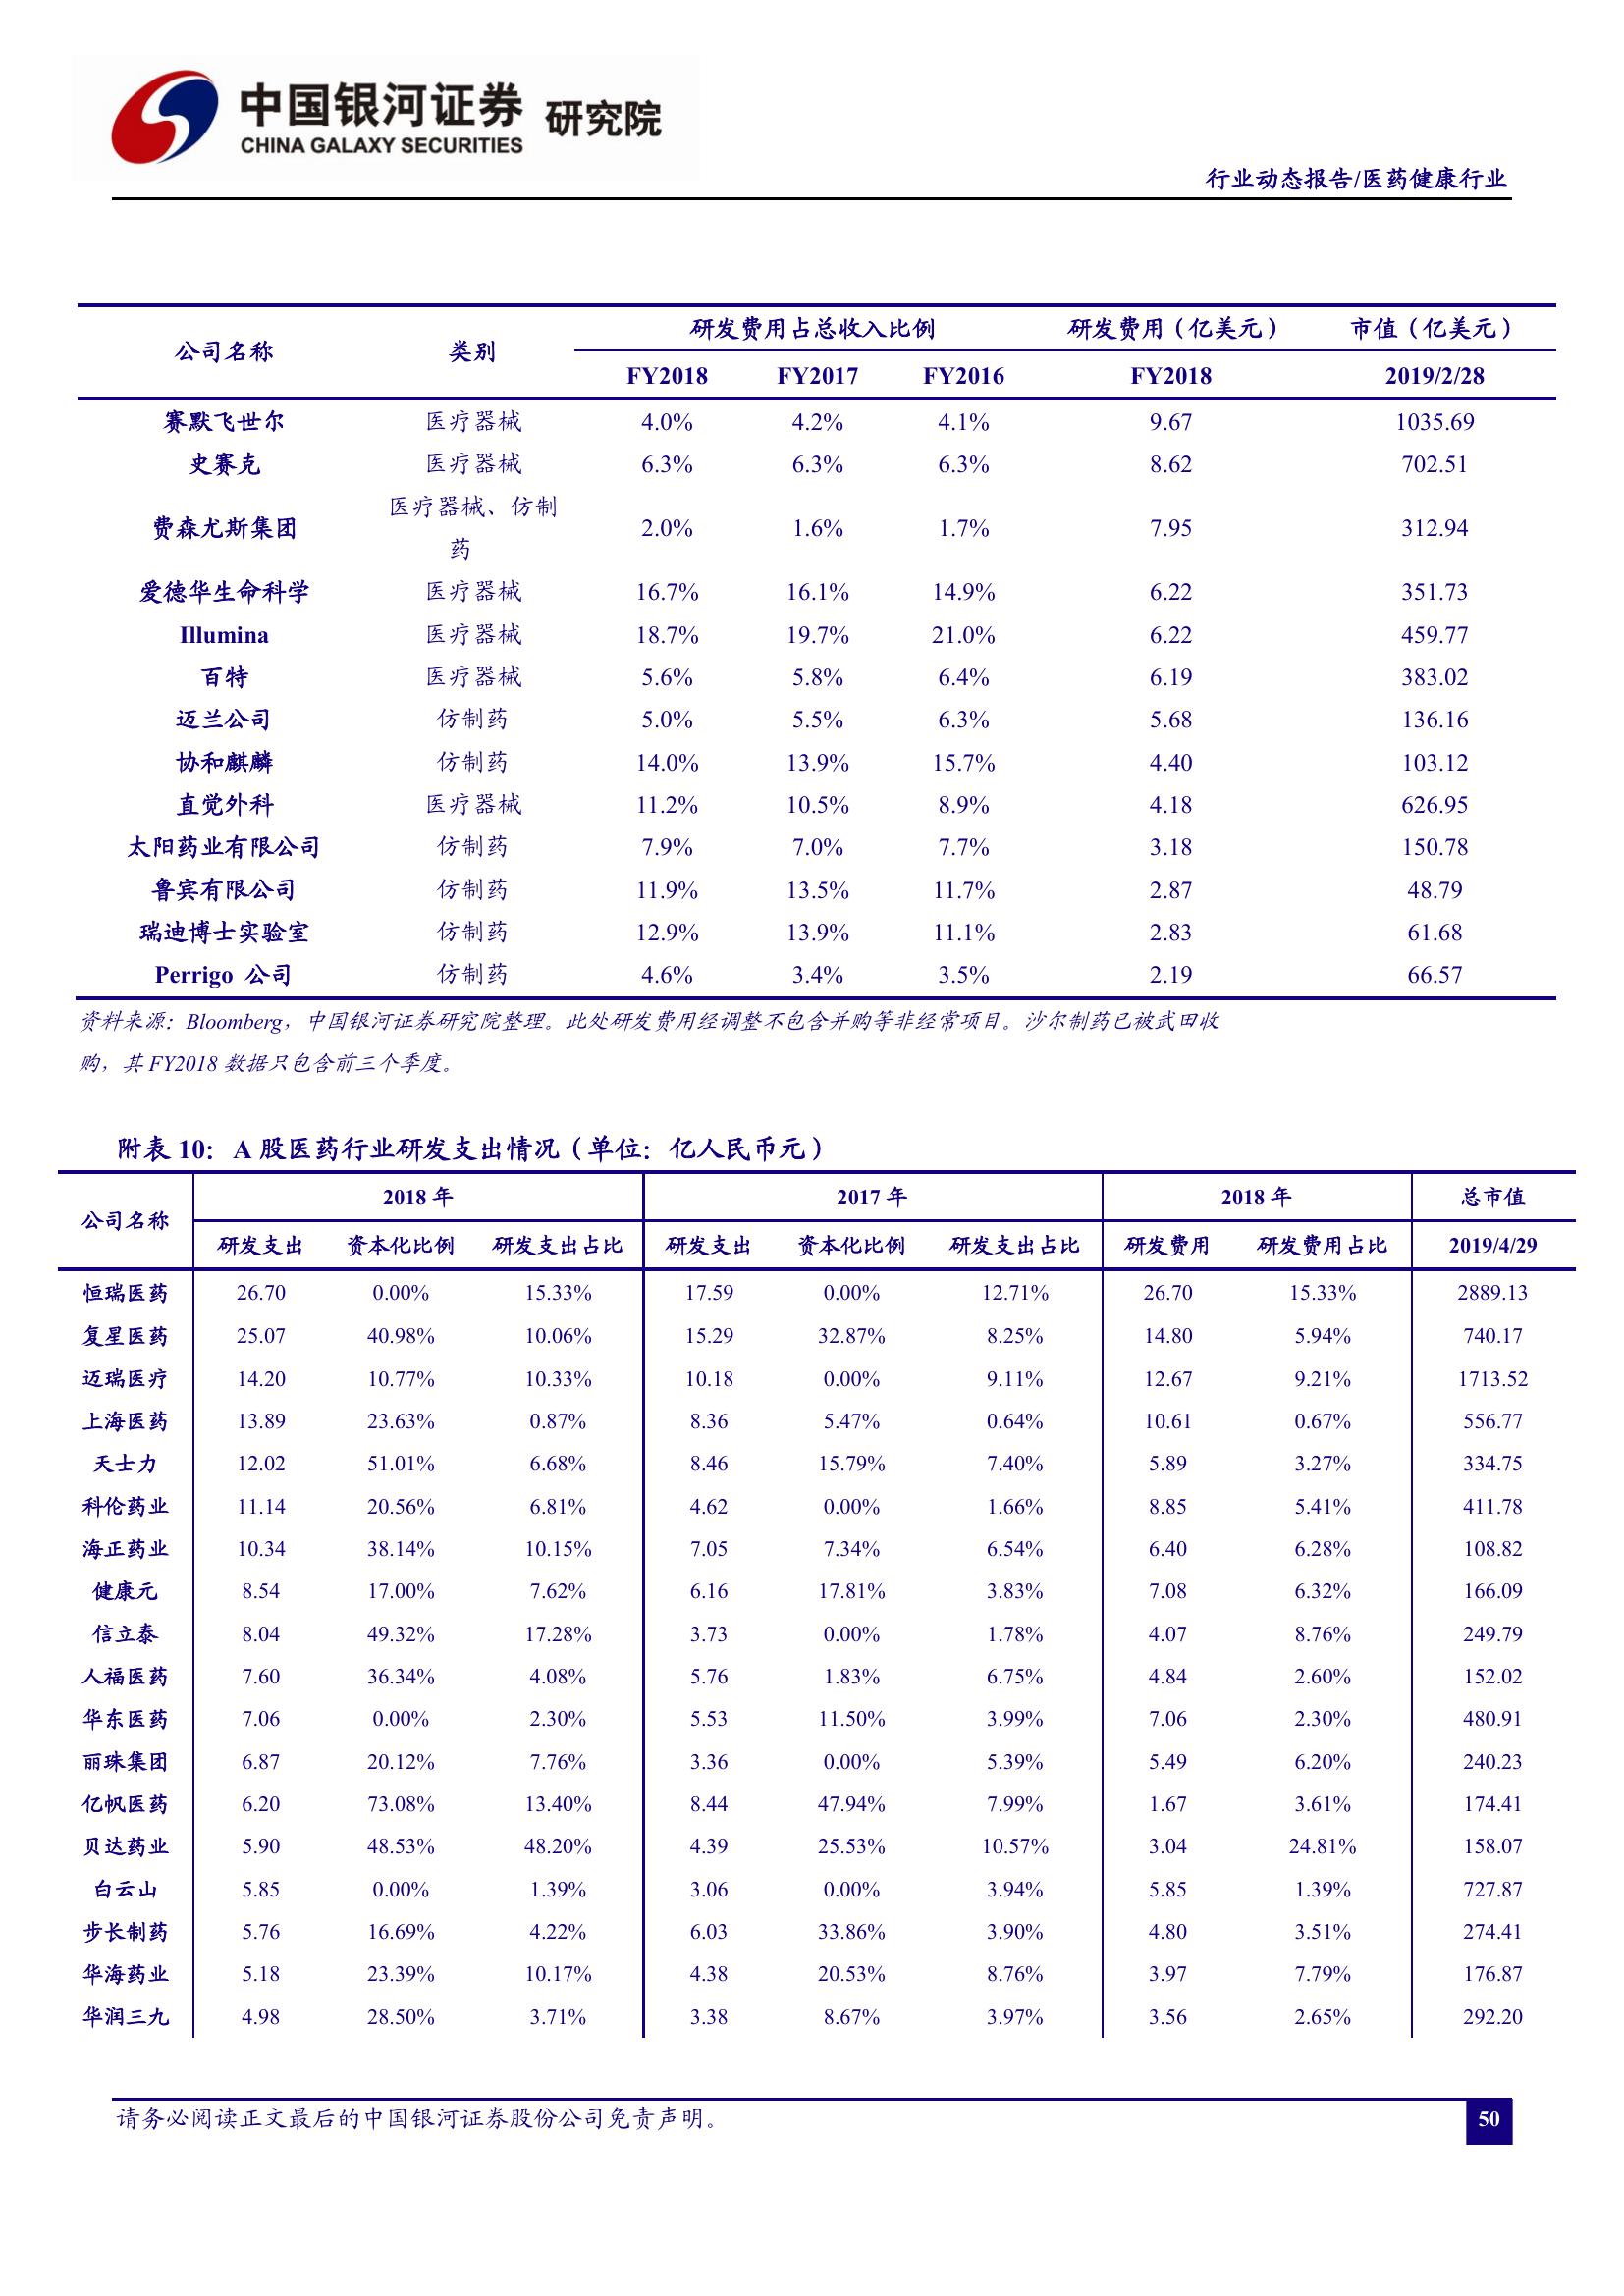 中国银河证券 研究院
CHINA GALAXY SECURITIES
行业动态报告/医药健康行业
公司名称 类别 研发费用占总收入比例 研发费用（亿美元） 市值（亿美元）
FY2018 FY2017 FY2016 FY2018 2019/2/28
赛默飞世尔 医疗器械 4.0% 4.2% 4.1% 9.67 1035.69
史赛克 医疗器械 6.3% 6.3% 6.3% 8.62 702.51
费森尤斯集团 医疗器械、仿制 2.0% 1.6% 1.7% 7.95 312.94
药
爱德华生命科学 医疗器械 16.7% 16.1% 14.9% 6.22 351.73
Illumina 医疗器械 18.7% 19.7% 21.0% 6.22 459.77
百特 医疗器械 5.6% 5.8% 6.4% 6.19 383.02
迈兰公司 仿制药 5.0% 5.5% 6.3% 5.68 136.16
协和麒麟 仿制药 14.0% 13.9% 15.7% 4.40 103.12
直觉外科 医疗器械 11.2% 10.5% 8.9% 4.18 626.95
太阳药业有限公司 仿制药 7.9% 7.0% 7.7% 3.18 150.78
鲁宾有限公司 仿制药 11.9% 13.5% 11.7% 2.87 48.79
瑞迪博士实验室 仿制药 12.9% 13.9% 11.1% 2.83 61.68
Perrigo 公司 仿制药 4.6% 3.4% 3.5% 2.19 66.57
资料来源：Bloomberg，中国银河证券研究院整理。此处研发费用经调整不包含并购等非经常项目。沙尔制药已被武田收
购，其 FY2018 数据只包含前三个季度。
附表 10：A 股医药行业研发支出情况（单位：亿人民币元）
公司名称 2018 年 2017 年 2018 年 总市值
研发支出 资本化比例 研发支出占比 研发支出 资本化比例 研发支出占比 研发费用 研发费用占比 2019/4/29
恒瑞医药 26.70 0.00% 15.33% 17.59 0.00% 12.71% 26.70 15.33% 2889.13
复星医药 25.07 40.98% 10.06% 15.29 32.87% 8.25% 14.80 5.94% 740.17
迈瑞医疗 14.20 10.77% 10.33% 10.18 0.00% 9.11% 12.67 9.21% 1713.52
上海医药 13.89 23.63% 0.87% 8.36 5.47% 0.64% 10.61 0.67% 556.77
天士力 12.02 51.01% 6.68% 8.46 15.79% 7.40% 5.89 3.27% 334.75
科伦药业 11.14 20.56% 6.81% 4.62 0.00% 1.66% 8.85 5.41% 411.78
海正药业 10.34 38.14% 10.15% 7.05 7.34% 6.54% 6.40 6.28% 108.82
健康元 8.54 17.00% 7.62% 6.16 17.81% 3.83% 7.08 6.32% 166.09
信立泰 8.04 49.32% 17.28% 3.73 0.00% 1.78% 4.07 8.76% 249.79
人福医药 7.60 36.34% 4.08% 5.76 1.83% 6.75% 4.84 2.60% 152.02
华东医药 7.06 0.00% 2.30% 5.53 11.50% 3.99% 7.06 2.30% 480.91
丽珠集团 6.87 20.12% 7.76% 3.36 0.00% 5.39% 5.49 6.20% 240.23
亿帆医药 6.20 73.08% 13.40% 8.44 47.94% 7.99% 1.67 3.61% 174.41
贝达药业 5.90 48.53% 48.20% 4.39 25.53% 10.57% 3.04 24.81% 158.07
白云山 5.85 0.00% 1.39% 3.06 0.00% 3.94% 5.85 1.39% 727.87
步长制药 5.76 16.69% 4.22% 6.03 33.86% 3.90% 4.80 3.51% 274.41
华海药业 5.18 23.39% 10.17% 4.38 20.53% 8.76% 3.97 7.79% 176.87
华润三九 4.98 28.50% 3.71% 3.38 8.67% 3.97% 3.56 2.65% 292.20
请务必阅读正文最后的中国银河证券股份公司免责声明。 50